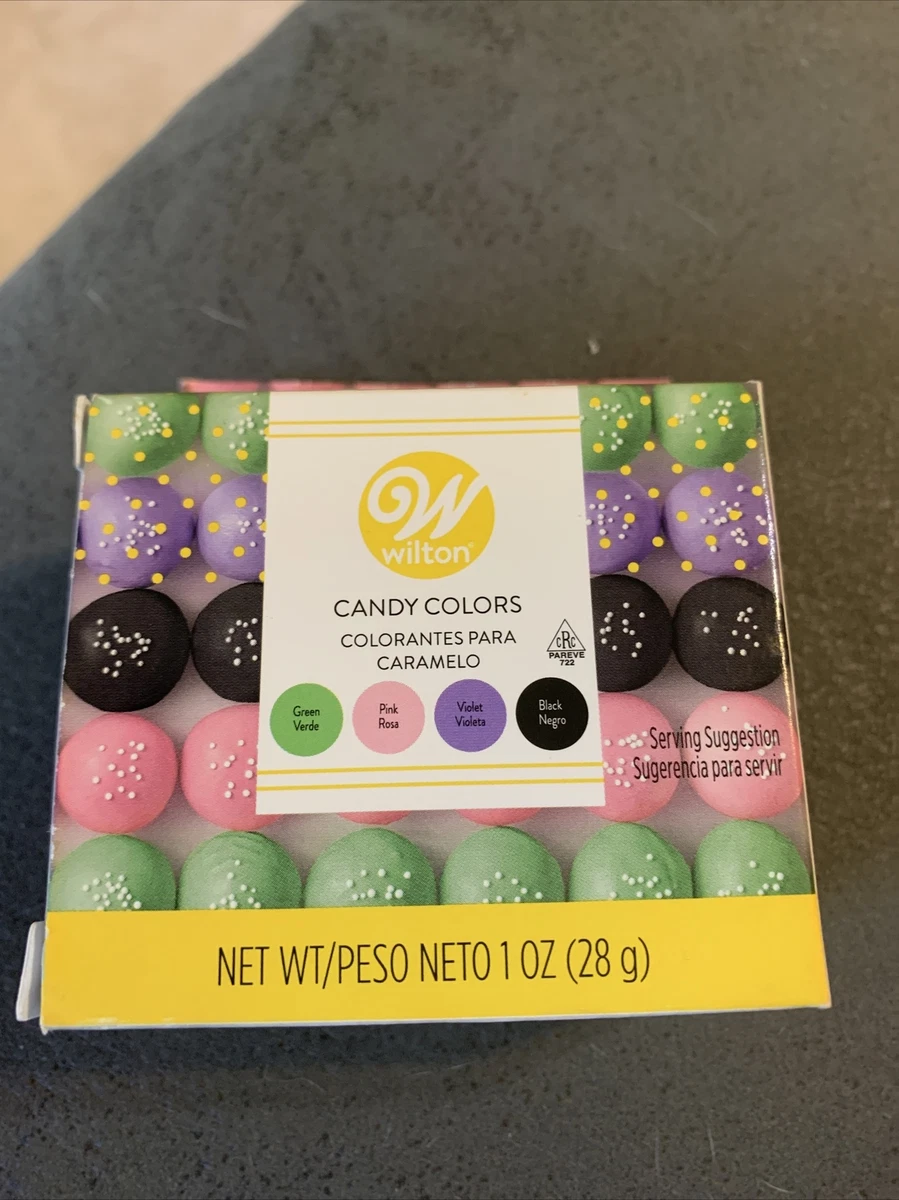 W
wilton®
CANDY COLORS
COLORANTES PARA
CARAMELO
cRc
PAREVE
722
Green
Verde
Pink
Rosa
Violet
Violeta
Black
Negro
Serving Suggestion
Sugerencia para servir
NET WT/PESO NETO 1 OZ (28 g)